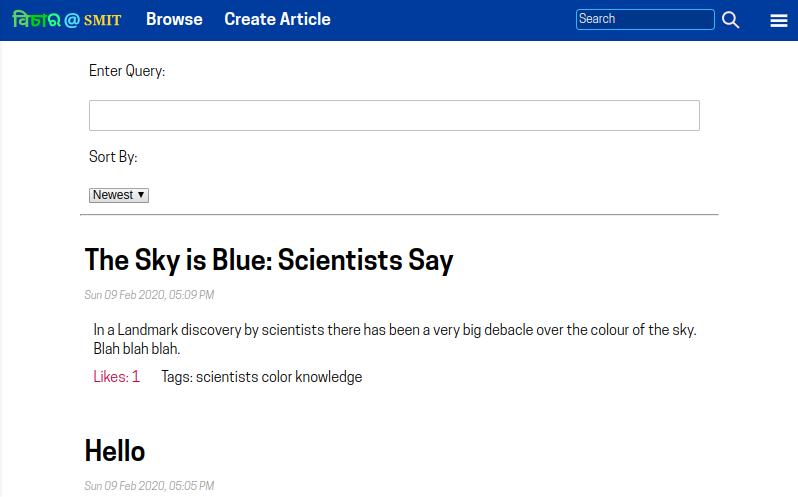 বিਚਾର @ SMIT Browse Create Article Search
Enter Query:
Sort By:
Newest
The Sky is Blue: Scientists Say
Sun 09 Feb 2020, 05:09 PM
In a Landmark discovery by scientists there has been a very big debacle over the colour of the sky.
Blah blah blah.
Likes: 1 Tags: scientists color knowledge
Hello
Sun 09 Feb 2020, 05:05 PM